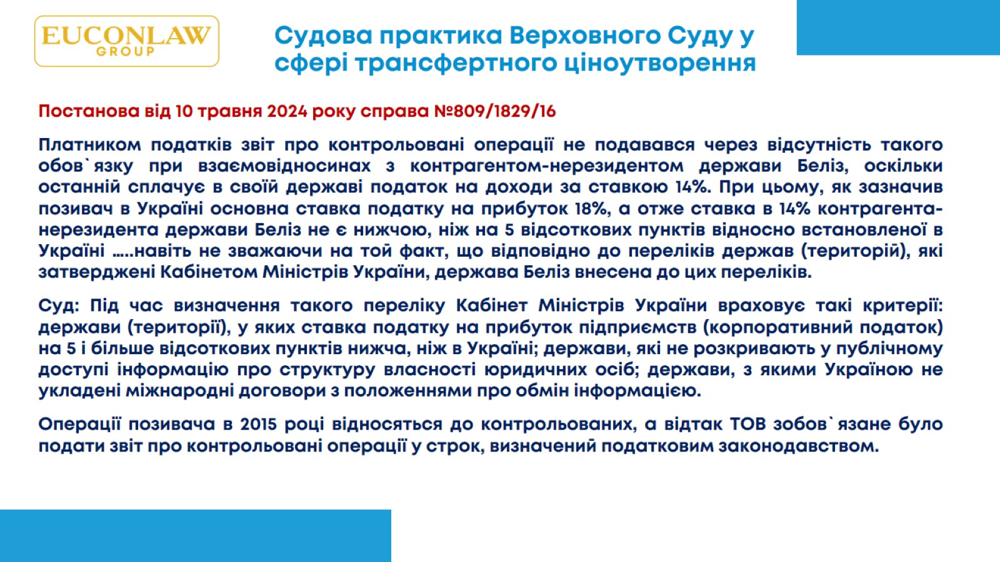 EUCONLAW
GROUP
Судова практика Верховного Суду у
сфері трансфертного ціноутворення
Постанова від 10 травня 2024 року справа №809/1829/16
Платником податків звіт про контрольовані операції не подавався через відсутність такого
обов`язку при взаємовідносинах з контрагентом-нерезидентом держави Беліз, оскільки
останній сплачує в своїй державі податок на доходи за ставкою 14%. При цьому, як зазначив
позивач в Україні основна ставка податку на прибуток 18%, а отже ставка в 14% контрагента-
нерезидента держави Беліз не є нижчою, ніж на 5 відсоткових пунктів відносно встановленої в
Україні …..навіть не зважаючи на той факт, що відповідно до переліків держав (територій), які
затверджені Кабінетом Міністрів України, держава Беліз внесена до цих переліків.
Суд: Під час визначення такого переліку Кабінет Міністрів України враховує такі критерії:
держави (території), у яких ставка податку на прибуток підприємств (корпоративний податок)
на 5 і більше відсоткових пунктів нижча, ніж в Україні; держави, які не розкривають у публічному
доступі інформацію про структуру власності юридичних осіб; держави, з якими Україною не
укладені міжнародні договори з положеннями про обмін інформацією.
Операції позивача в 2015 році відносяться до контрольованих, а відтак ТОВ зобов`язане було
подати звіт про контрольовані операції у строк, визначений податковим законодавством.